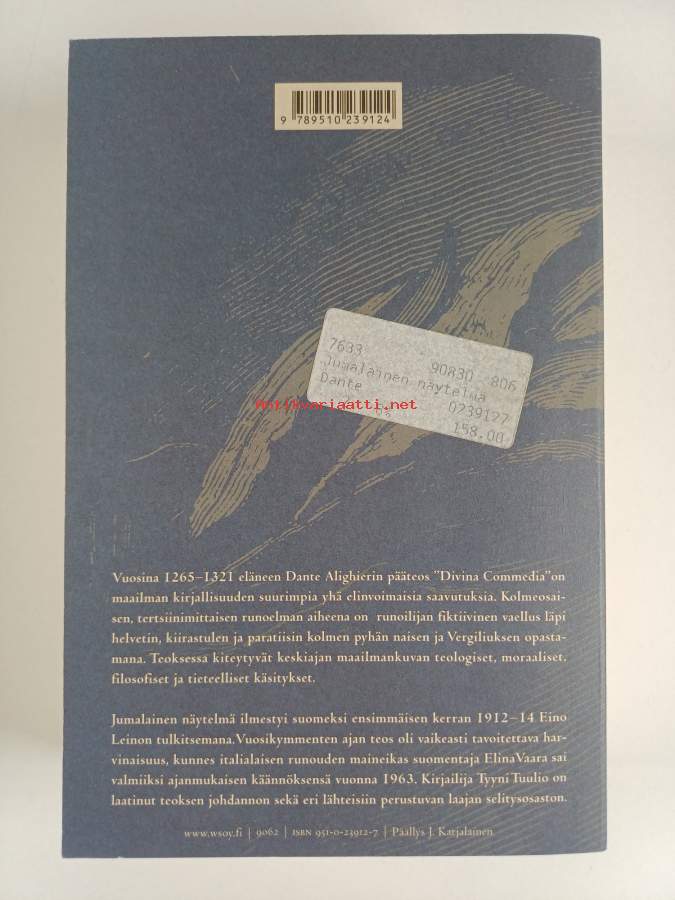 9 789510 239124
7633 90830 806
Jumalainen näytelmä
Dante 0239127
0% 158.00
Antikvariaatti.net
Vuosina 1265–1321 eläneen Dante Alighierin pääteos "Divina Commedia"on
maailman kirjallisuuden suurimpia yhä elinvoimaisia saavutuksia. Kolmeosai-
sen, tertsiinimittaisen runoelman aiheena on runoilijan fiktiivinen vaellus läpi
helvetin, kiirastulen ja paratiisin kolmen pyhän naisen ja Vergiliuksen opasta-
mana. Teoksessa kiteytyvät keskiajan maailmankuvan teologiset, moraaliset,
filosofiset ja tieteelliset käsitykset.
Jumalainen näytelmä ilmestyi suomeksi ensimmäisen kerran 1912–14 Eino
Leinon tulkitsemana. Vuosikymmenten ajan teos oli vaikeasti tavoitettava har-
vinaisuus, kunnes italialaisen runouden maineikas suomentaja Elina Vaara sai
valmiiksi ajanmukaisen käännöksensä vuonna 1963. Kirjailija Tyyni Tuulio on
laatinut teoksen johdannon sekä eri lähteisiin perustuvan laajan selitysosaston.
www.wsoy.fi | 9062 | ISBN 951-0-23912-7 | Päällys J. Karjalainen